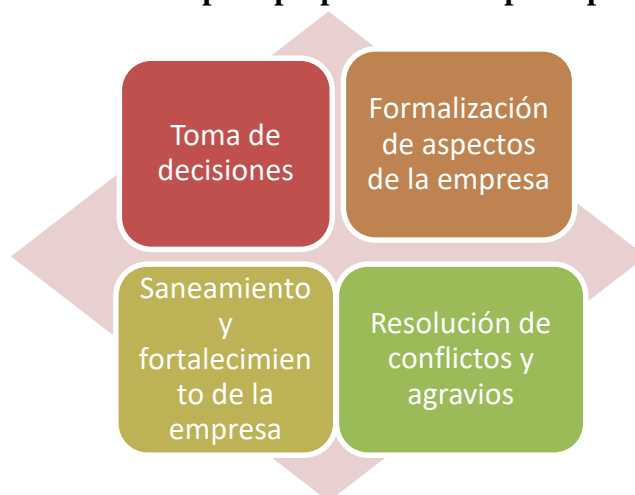 Toma de
decisiones
Formalización
de aspectos
de la empresa
Saneamiento
y
fortalecimien
to de la
empresa
Resolución de
conflictos y
agravios